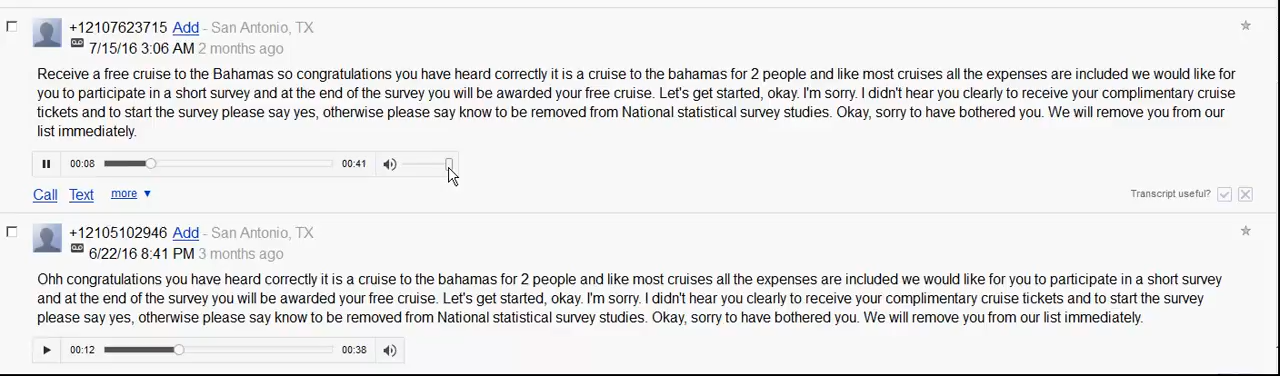 +12107623715 Add - San Antonio, TX
7/15/16 3:06 AM 2 months ago
Receive a free cruise to the Bahamas so congratulations you have heard correctly it is a cruise to the bahamas for 2 people and like most cruises all the expenses are included we would like for
you to participate in a short survey and at the end of the survey you will be awarded your free cruise. Let's get started, okay. I'm sorry. I didn't hear you clearly to receive your complimentary cruise
tickets and to start the survey please say yes, otherwise please say know to be removed from National statistical survey studies. Okay, sorry to have bothered you. We will remove you from our
list immediately.
00:08 00:41
Call Text more ▼ Transcript useful?
+12105102946 Add - San Antonio, TX
6/22/16 8:41 PM 3 months ago
Ohh congratulations you have heard correctly it is a cruise to the bahamas for 2 people and like most cruises all the expenses are included we would like for you to participate in a short survey
and at the end of the survey you will be awarded your free cruise. Let's get started, okay. I'm sorry. I didn't hear you clearly to receive your complimentary cruise tickets and to start the survey
please say yes, otherwise please say know to be removed from National statistical survey studies. Okay, sorry to have bothered you. We will remove you from our list immediately.
00:12 00:38